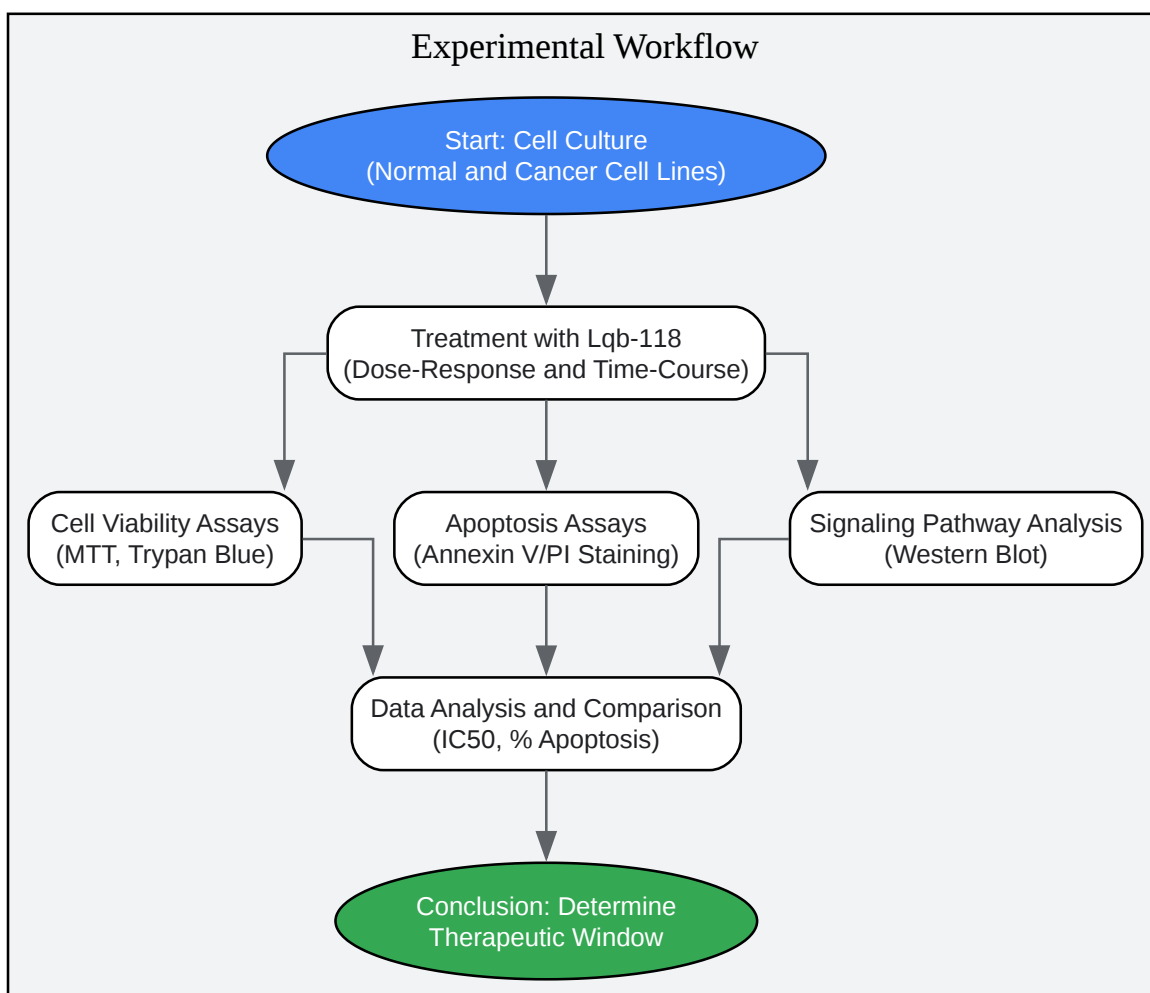 Experimental Workflow
Start: Cell Culture
(Normal and Cancer Cell Lines)
Treatment with Lqb-118
(Dose-Response and Time-Course)
Cell Viability Assays
(MTT, Trypan Blue)
Apoptosis Assays
(Annexin V/PI Staining)
Signaling Pathway Analysis
(Western Blot)
Data Analysis and Comparison
(IC50, % Apoptosis)
Conclusion: Determine
Therapeutic Window